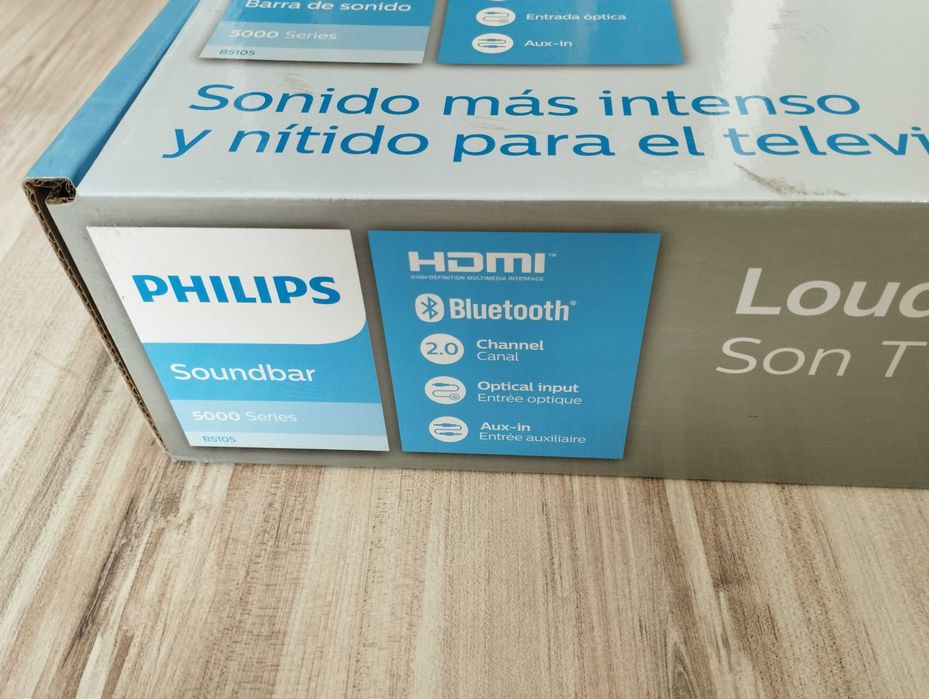 Barra de sonido
5000 Series
B5105
Entrada óptica
Aux-in
Sonido más intenso
y nítido para el televi
PHILIPS
Soundbar
5000 Series
B5105
HDMI™
HIGH-DEFINITION MULTIMEDIA INTERFACE
Bluetooth®
2.0 Channel
Canal
Optical input
Entrée optique
Aux-in
Entrée auxiliaire
Lou
Son T